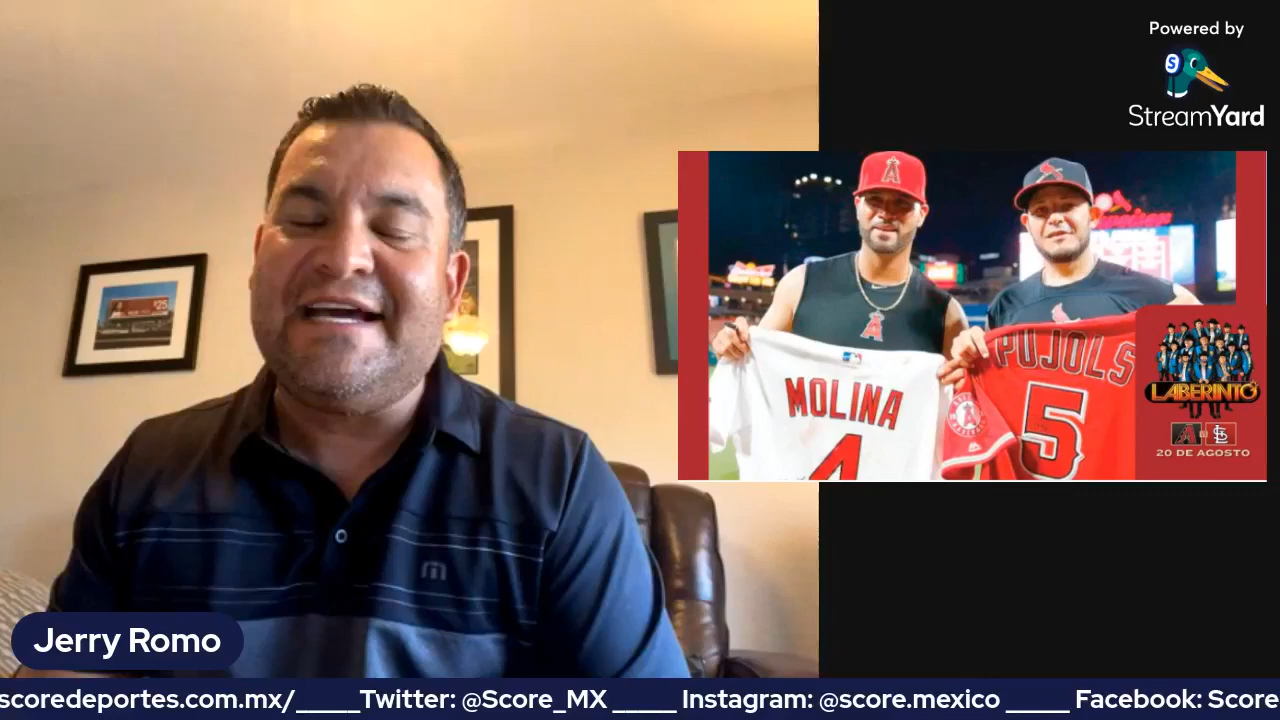 Powered by
StreamYard
MOLINA
4
PUJOLS
5
LABERINTO
20 DE AGOSTO
$25
Jerry Romo
scoredeportes.com.mx/_____Twitter: @Score_MX _____ Instagram: @score.mexico _____ Facebook: Score